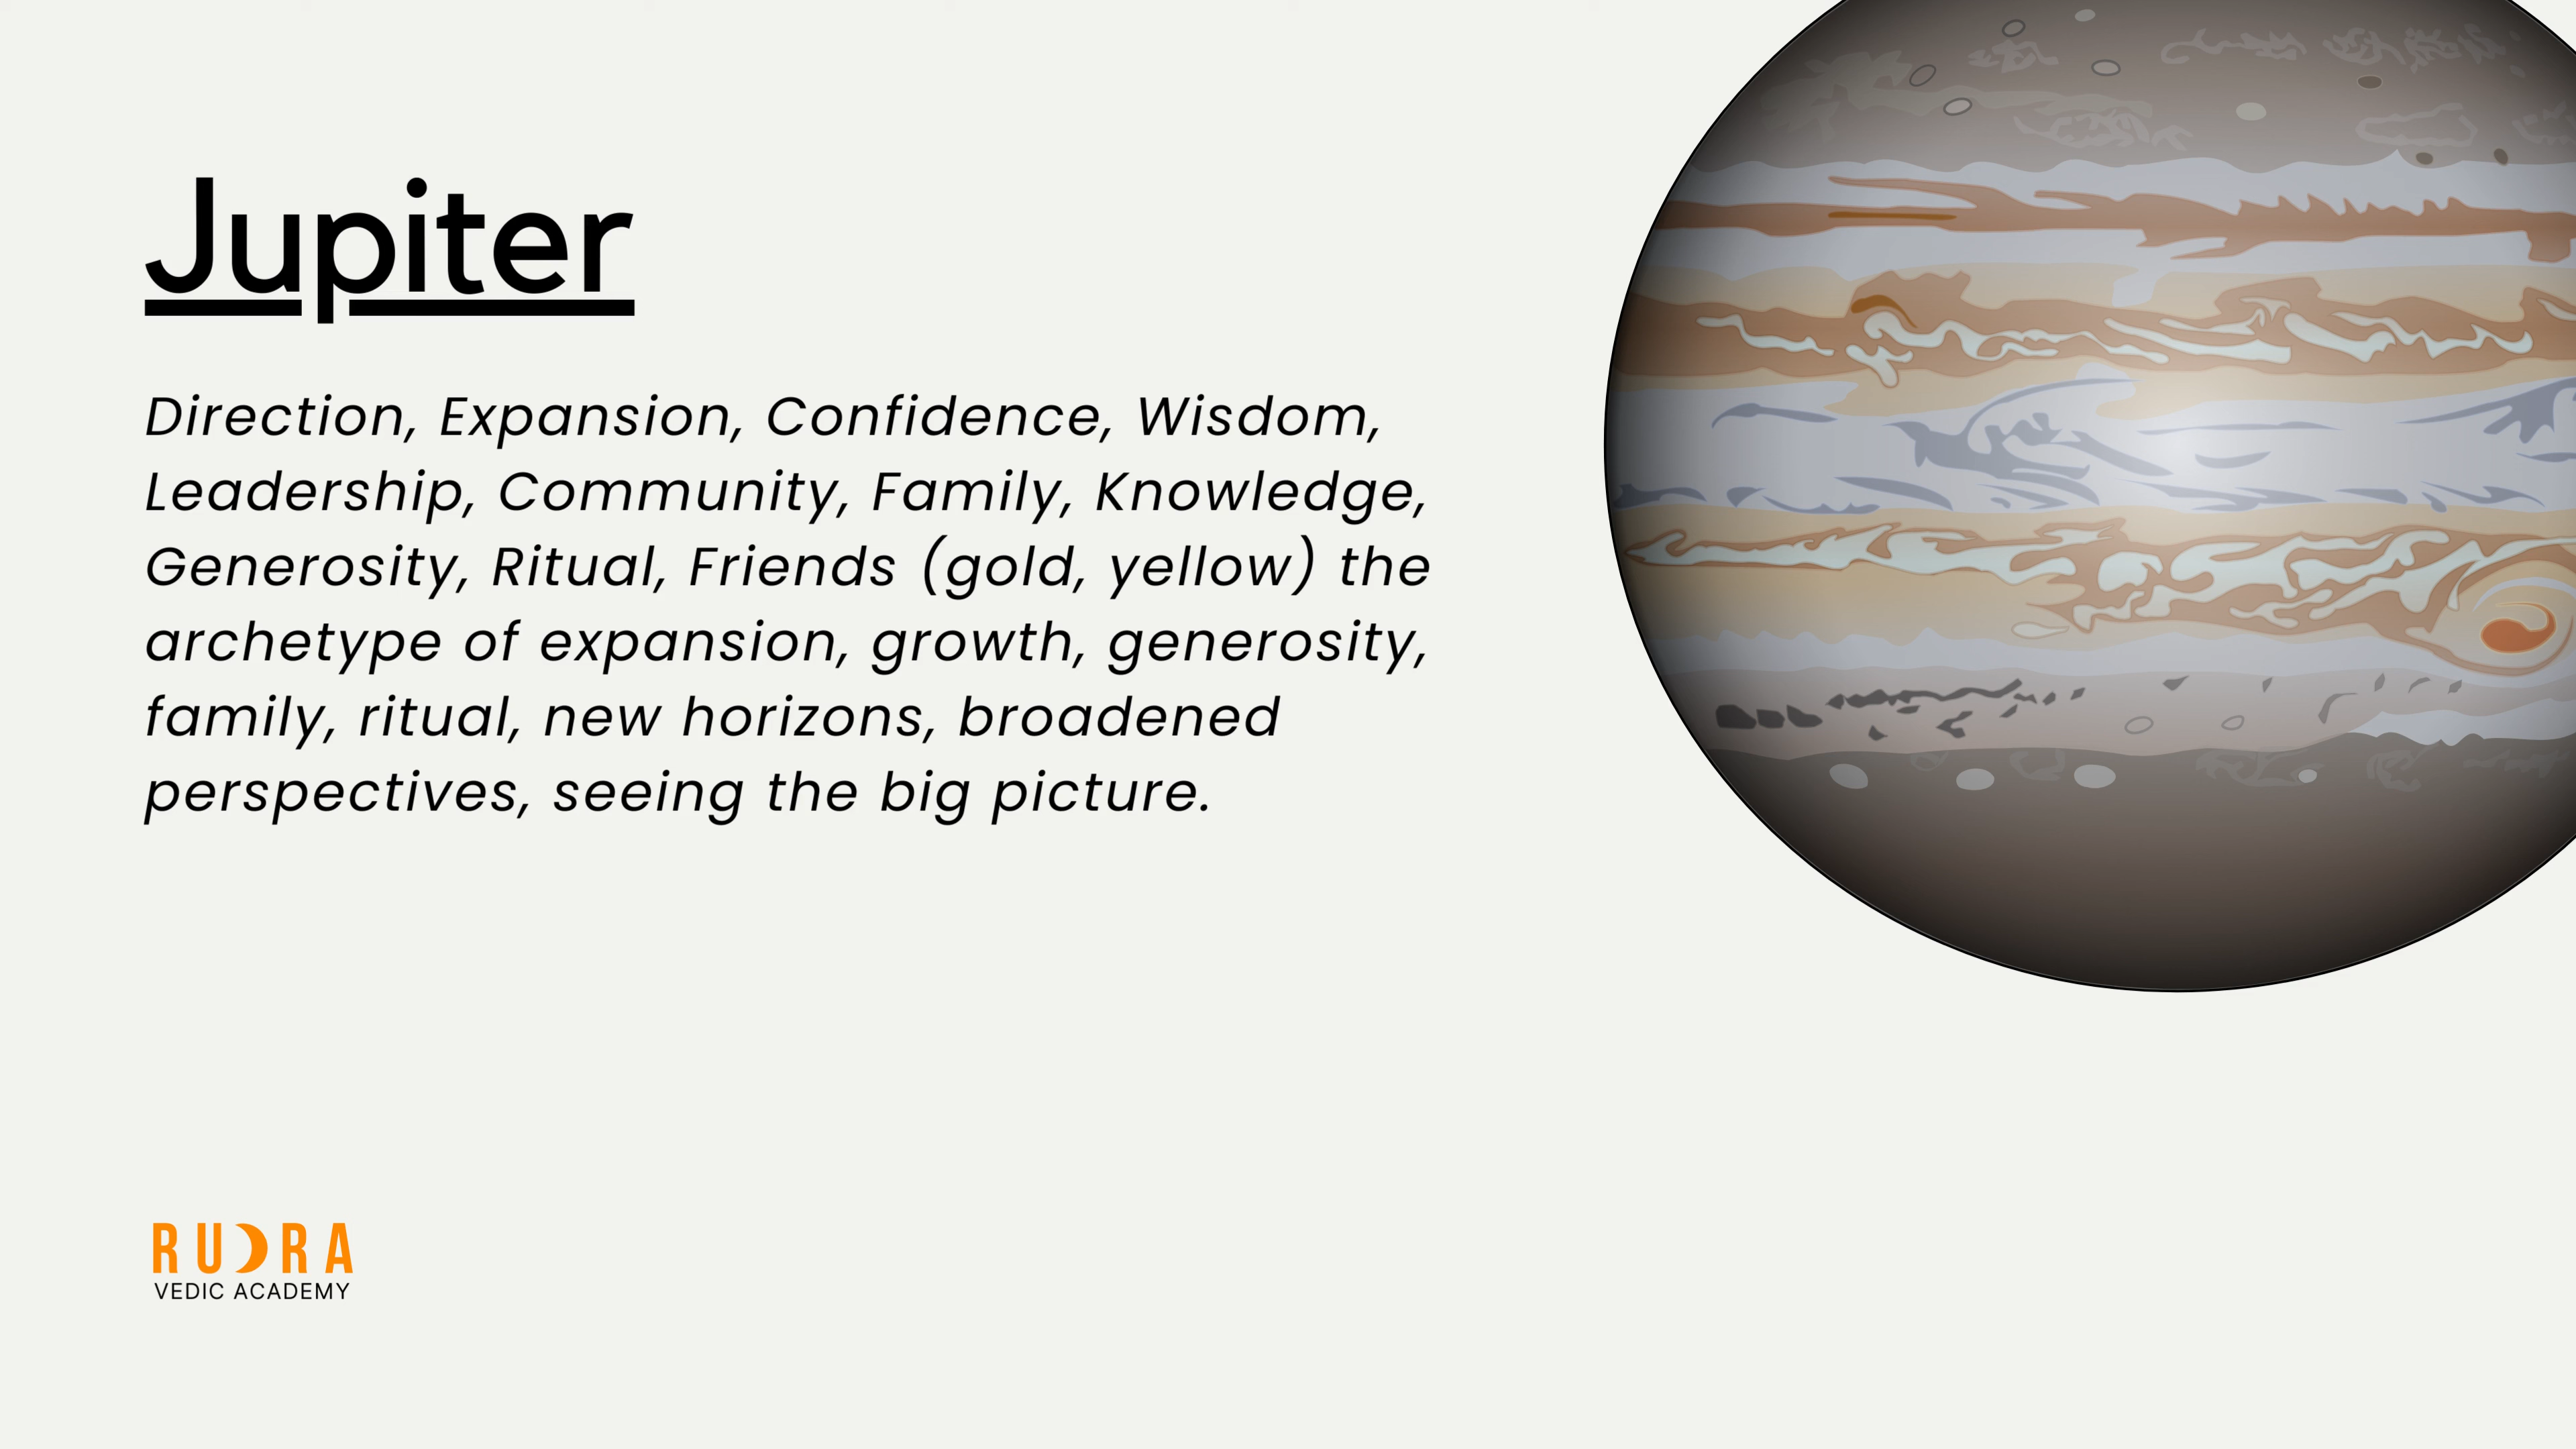 Jupiter
Direction, Expansion, Confidence, Wisdom,
Leadership, Community, Family, Knowledge,
Generosity, Ritual, Friends (gold, yellow) the
archetype of expansion, growth, generosity,
family, ritual, new horizons, broadened
perspectives, seeing the big picture.
RUDRA
VEDIC ACADEMY